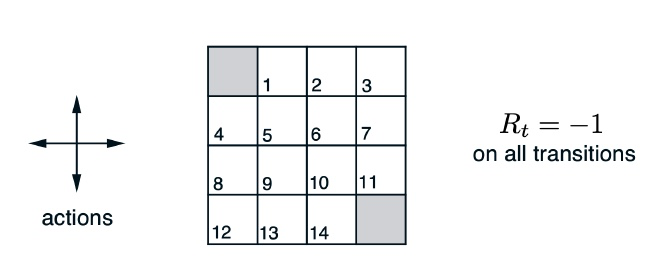 1 2 3
4 5 6 7
8 9 10 11
12 13 14
actions
R_t = −1
on all transitions